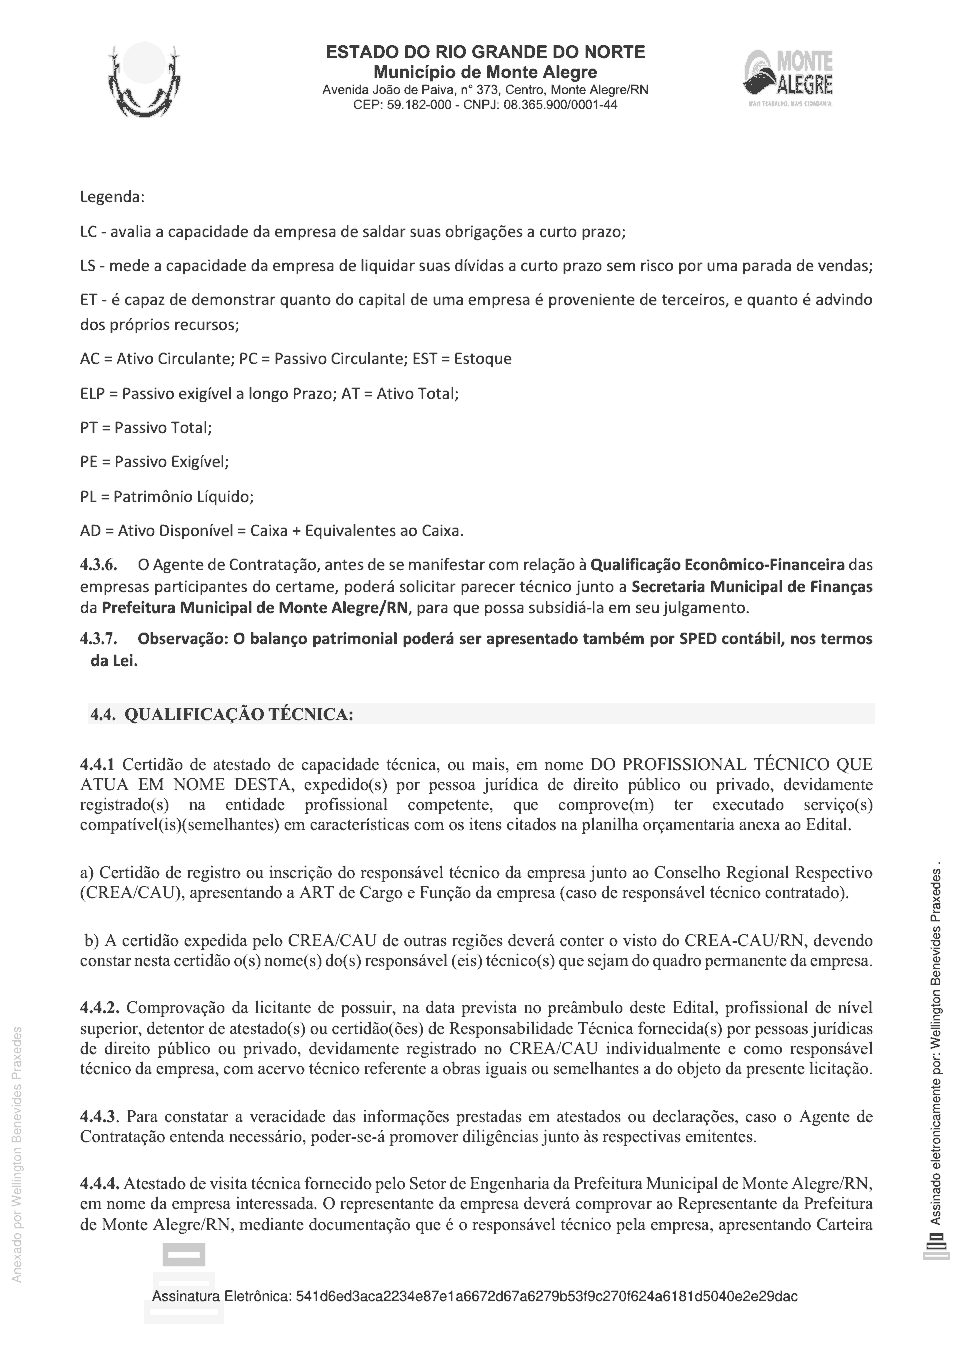 ESTADO DO RIO GRANDE DO NORTE
Município de Monte Alegre
Avenida João de Paiva, n° 373, Centro, Monte Alegre/RN
CEP: 59.182-000 - CNPJ: 08.365.900/0001-44
MONTE
ALEGRE
MAIS TRABALHO, MAIS CIDADANIA
Legenda:
LC - avalia a capacidade da empresa de saldar suas obrigações a curto prazo;
LS - mede a capacidade da empresa de liquidar suas dívidas a curto prazo sem risco por uma parada de vendas;
ET - é capaz de demonstrar quanto do capital de uma empresa é proveniente de terceiros, e quanto é advindo
dos próprios recursos;
AC = Ativo Circulante; PC = Passivo Circulante; EST = Estoque
ELP = Passivo exigível a longo Prazo; AT = Ativo Total;
PT = Passivo Total;
PE = Passivo Exigível;
PL = Patrimônio Líquido;
AD = Ativo Disponível = Caixa + Equivalentes ao Caixa.
4.3.6. O Agente de Contratação, antes de se manifestar com relação à Qualificação Econômico-Financeira das
empresas participantes do certame, poderá solicitar parecer técnico junto a Secretaria Municipal de Finanças
da Prefeitura Municipal de Monte Alegre/RN, para que possa subsidiá-la em seu julgamento.
4.3.7. Observação: O balanço patrimonial poderá ser apresentado também por SPED contábil, nos termos
da Lei.
4.4. QUALIFICAÇÃO TÉCNICA:
4.4.1 Certidão de atestado de capacidade técnica, ou mais, em nome DO PROFISSIONAL TÉCNICO QUE
ATUA EM NOME DESTA, expedido(s) por pessoa jurídica de direito público ou privado, devidamente
registrado(s) na entidade profissional competente, que comprove(m) ter executado serviço(s)
compatível(is)(semelhantes) em características com os itens citados na planilha orçamentaria anexa ao Edital.
a) Certidão de registro ou inscrição do responsável técnico da empresa junto ao Conselho Regional Respectivo
(CREA/CAU), apresentando a ART de Cargo e Função da empresa (caso de responsável técnico contratado).
b) A certidão expedida pelo CREA/CAU de outras regiões deverá conter o visto do CREA-CAU/RN, devendo
constar nesta certidão o(s) nome(s) do(s) responsável (eis) técnico(s) que sejam do quadro permanente da empresa.
4.4.2. Comprovação da licitante de possuir, na data prevista no preâmbulo deste Edital, profissional de nível
superior, detentor de atestado(s) ou certidão(ões) de Responsabilidade Técnica fornecida(s) por pessoas jurídicas
de direito público ou privado, devidamente registrado no CREA/CAU individualmente e como responsável
técnico da empresa, com acervo técnico referente a obras iguais ou semelhantes a do objeto da presente licitação.
4.4.3. Para constatar a veracidade das informações prestadas em atestados ou declarações, caso o Agente de
Contratação entenda necessário, poder-se-á promover diligências junto às respectivas emitentes.
4.4.4. Atestado de visita técnica fornecido pelo Setor de Engenharia da Prefeitura Municipal de Monte Alegre/RN,
em nome da empresa interessada. O representante da empresa deverá comprovar ao Representante da Prefeitura
de Monte Alegre/RN, mediante documentação que é o responsável técnico pela empresa, apresentando Carteira
Assinatura Eletrônica: 541d6ed3aca2234e87e1a6672d67a6279b53f9c270f624a6181d5040e2e29dac
Anexado por Wellington Benevides Praxedes
Assinado eletronicamente por: Wellington Benevides Praxedes .